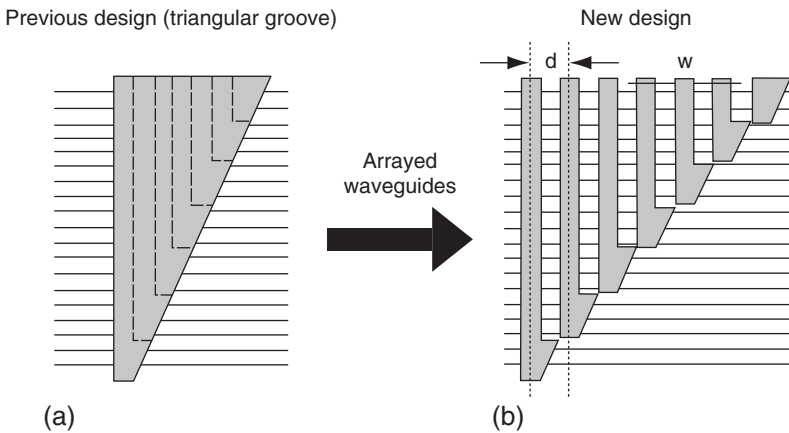 Previous design (triangular groove)
New design
d
w
Arrayed
waveguides
(a)
(b)